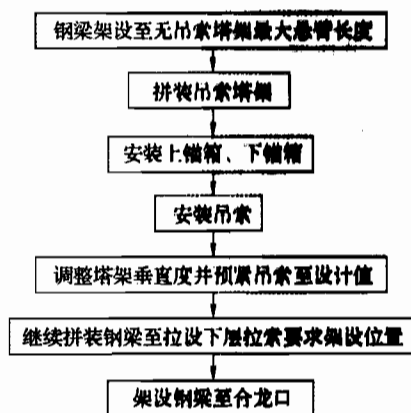 钢梁架设至无吊索塔架最大悬臂长度
拼装吊索塔架
安装上锚箱、下锚箱
安装吊索
调整塔架垂直度并预紧吊索至设计值
继续拼装钢梁至拉设下层拉索要求架设位置
架设钢梁至合龙口